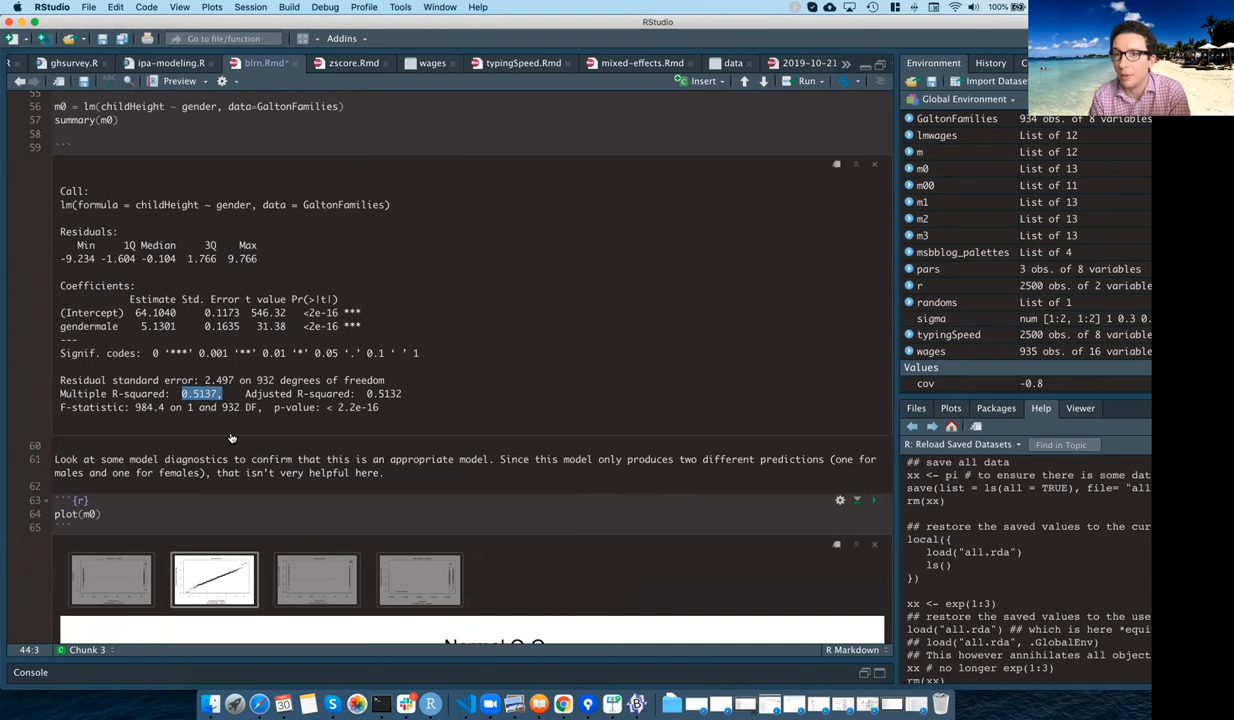 RStudio File Edit Code View Plots Session Build Debug Profile Tools Window Help 100%
RStudio
Go to file/function Addins
R ghsurvey.R ipa-modeling.R blrn.Rmd* zscore.Rmd wages typingSpeed.Rmd mixed-effects.Rmd data 2019-10-21
Preview Insert Run
55
56 m0 = lm(childHeight ~ gender, data=GaltonFamilies)
57 summary(m0)
58
59 ```
Call:
lm(formula = childHeight ~ gender, data = GaltonFamilies)
Residuals:
Min 1Q Median 3Q Max
-9.234 -1.604 -0.104 1.766 9.766
Coefficients:
Estimate Std. Error t value Pr(>|t|)
(Intercept) 64.1040 0.1173 546.32 <2e-16 ***
gendermale 5.1301 0.1635 31.38 <2e-16 ***
---
Signif. codes: 0 ‘***’ 0.001 ‘**’ 0.01 ‘*’ 0.05 ‘.’ 0.1 ‘ ’ 1
Residual standard error: 2.497 on 932 degrees of freedom
Multiple R-squared: 0.5137, Adjusted R-squared: 0.5132
F-statistic: 984.4 on 1 and 932 DF, p-value: < 2.2e-16
60
61 Look at some model diagnostics to confirm that this is an appropriate model. Since this model only produces two different predictions (one for
males and one for females), that isn’t very helpful here.
62
63 ```{r}
64 plot(m0)
65 ```
44:3 Chunk 3 R Markdown
Console
Environment History
Import Datase
Global Environment
GaltonFamilies 934 obs. of 8 variables
lmwages List of 12
m List of 12
m0 List of 13
m00 List of 11
m1 List of 13
m2 List of 13
m3 List of 13
msbblog_palettes List of 4
pars 3 obs. of 8 variables
r 2500 obs. of 2 variables
randoms List of 1
sigma num [1:2, 1:2] 1 0.3 0.
typingSpeed 2500 obs. of 8 variables
wages 935 obs. of 16 variables
Values
cov -0.8
Files Plots Packages Help Viewer
R: Reload Saved Datasets Find in Topic
## save all data
xx <- pi # to ensure there is some dat
save(list = ls(all = TRUE), file= "all
rm(xx)
## restore the saved values to the cur
local({
load("all.rda")
ls()
})
xx <- exp(1:3)
## restore the saved values to the use
load("all.rda") ## which is here *equi
## load("all.rda", .GlobalEnv)
## This however annihilates all object
xx # no longer exp(1:3)
rm(xx)